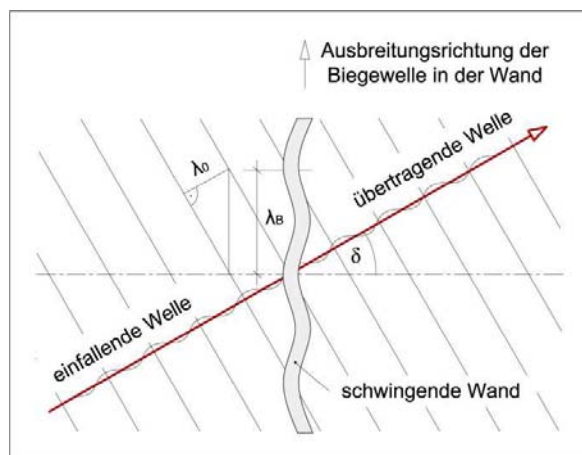 Ausbreitungsrichtung der
Biegewelle in der Wand
λ0
λB
übertragende Welle
δ
einfallende Welle
schwingende Wand